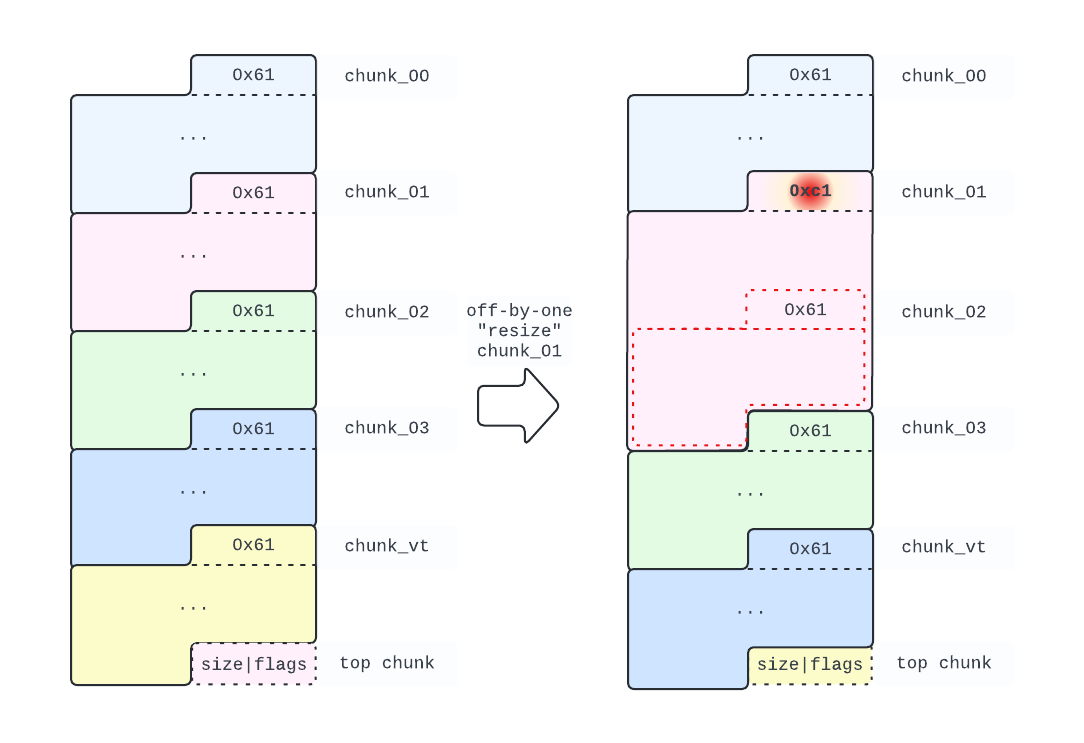 0x61 chunk_00
...
0x61 chunk_01
...
0x61 chunk_02
...
0x61 chunk_03
...
0x61 chunk_vt
...
size|flags top chunk
off-by-one
"resize"
chunk_01
0x61 chunk_00
...
0xc1 chunk_01
0x61 chunk_02
0x61 chunk_03
...
0x61 chunk_vt
...
size|flags top chunk